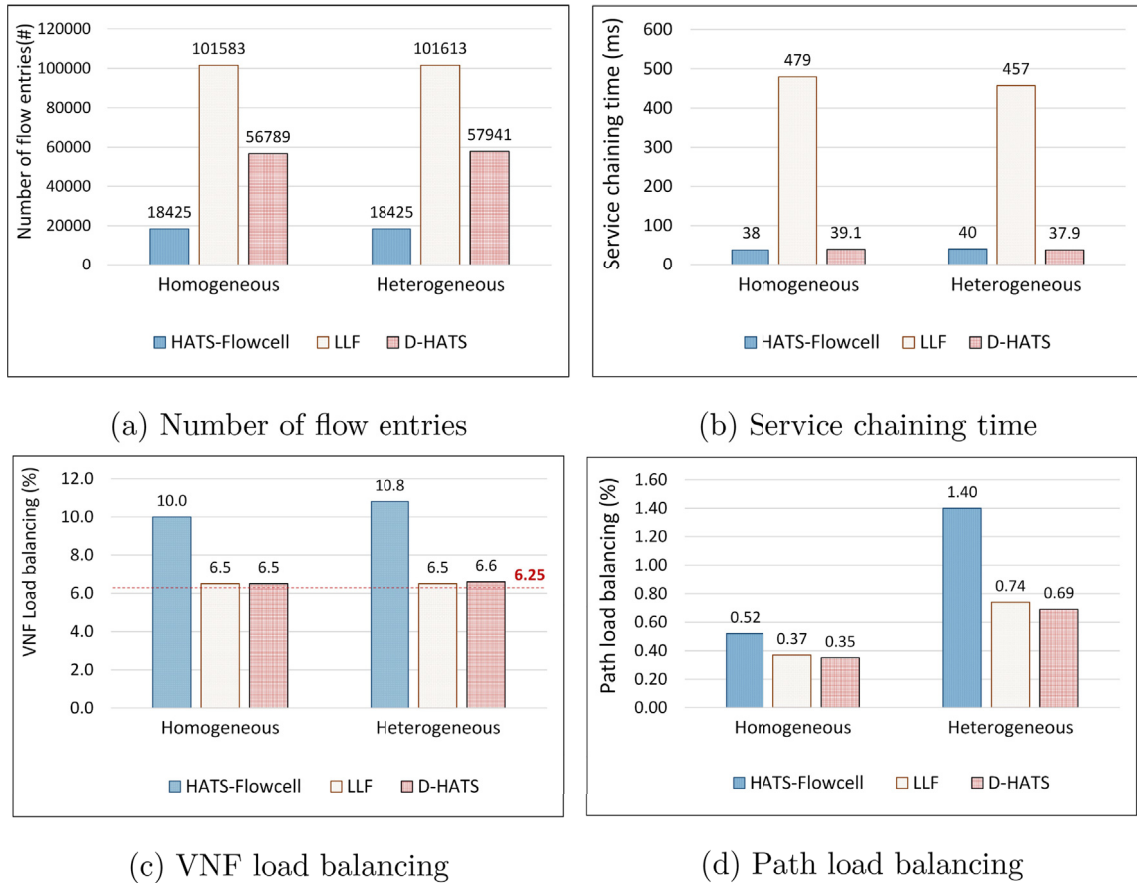 Number of flow entries(#)
120000
100000
80000
60000
40000
20000
0
101583
101613
56789
57941
18425
18425
Homogeneous
Heterogeneous
HATS-Flowcell LLF D-HATS
(a) Number of flow entries
Service chaining time (ms)
600
500
400
300
200
100
0
479
457
38
39.1
40
37.9
Homogeneous
Heterogeneous
HATS-Flowcell LLF D-HATS
(b) Service chaining time
VNF Load balancing (%)
12.0
10.0
8.0
6.0
4.0
2.0
0.0
10.0
6.5
6.5
10.8
6.5
6.6
6.25
Homogeneous
Heterogeneous
HATS-Flowcell LLF D-HATS
(c) VNF load balancing
Path load balancing (%)
1.60
1.40
1.20
1.00
0.80
0.60
0.40
0.20
0.00
0.52
0.37
0.35
1.40
0.74
0.69
Homogeneous
Heterogeneous
HATS-Flowcell LLF D-HATS
(d) Path load balancing